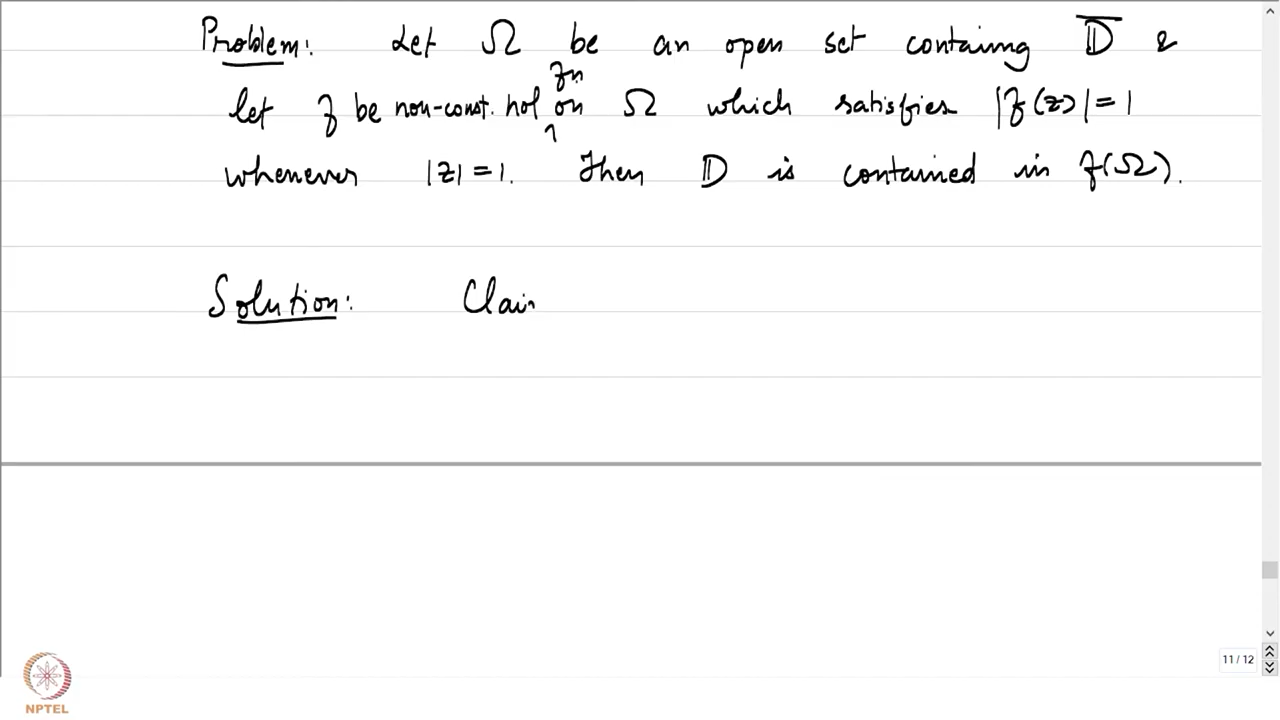 Problem: Let Ω be an open set containing 𝔻̅ &
let f be non-const. hol fn on Ω which satisfies |f(z)| = 1
whenever |z| = 1. Then 𝔻 is contained in f(Ω).
Solution: Clai
11 / 12
NPTEL